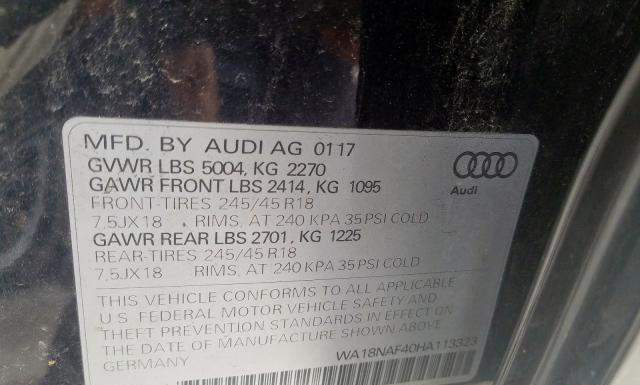 MFD. BY AUDI AG 01 17
GVWR LBS 5004, KG 2270
GAWR FRONT LBS 2414, KG 1095
FRONT-TIRES 245/45 R18
7.5JX18 RIMS, AT 240 KPA 35 PSI COLD
GAWR REAR LBS 2701, KG 1225
REAR-TIRES 245/45 R18
7.5JX18 RIMS, AT 240 KPA 35 PSI COLD
Audi
THIS VEHICLE CONFORMS TO ALL APPLICABLE
U.S. FEDERAL MOTOR VEHICLE SAFETY AND
THEFT PREVENTION STANDARDS IN EFFECT ON
DATE OF MANUFACTURE SHOWN ABOVE
GERMANY WA18NAF40HA113323